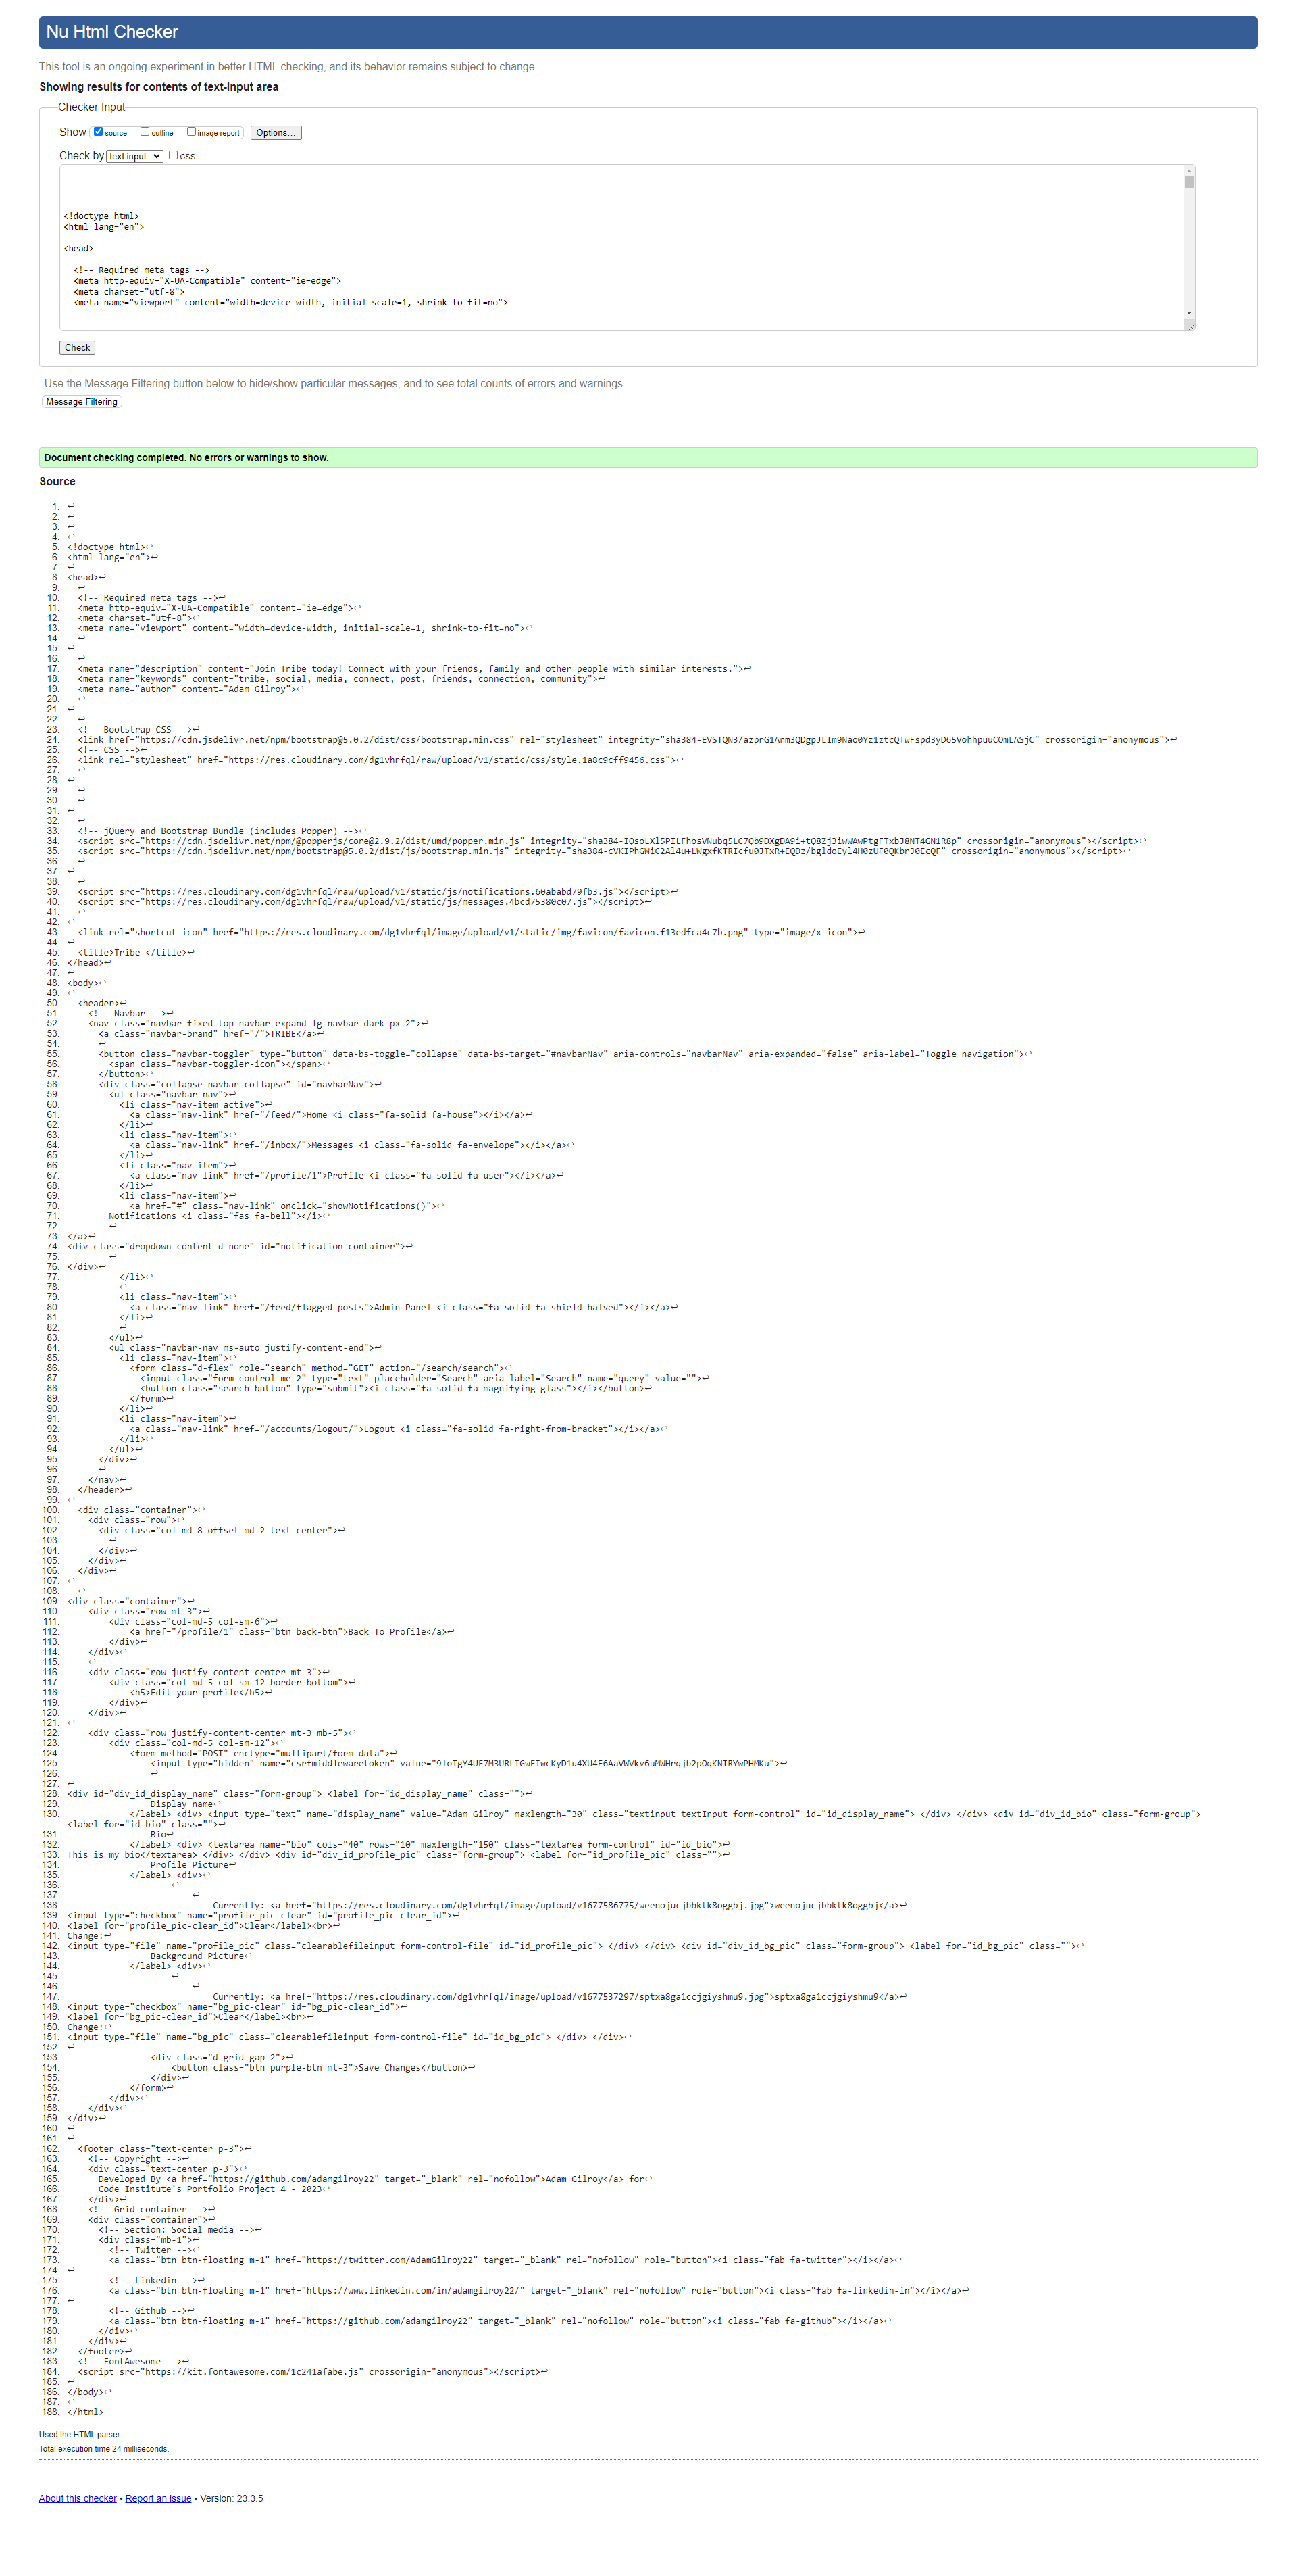 Nu Html Checker
This tool is an ongoing experiment in better HTML checking, and its behavior remains subject to change
Showing results for contents of text-input area
Checker Input
Show source outline image report Options...
Check by text input css
<!doctype html>
<html lang="en">
<head>
<!-- Required meta tags -->
<meta http-equiv="X-UA-Compatible" content="ie=edge">
<meta charset="utf-8">
<meta name="viewport" content="width=device-width, initial-scale=1, shrink-to-fit=no">
Check
Use the Message Filtering button below to hide/show particular messages, and to see total counts of errors and warnings.
Message Filtering
Document checking completed. No errors or warnings to show.
Source
1. ↩
2. ↩
3. ↩
4. ↩
5. <!doctype html>↩
6. <html lang="en">↩
7. ↩
8. <head>↩
9. ↩
10. <!-- Required meta tags -->↩
11. <meta http-equiv="X-UA-Compatible" content="ie=edge">↩
12. <meta charset="utf-8">↩
13. <meta name="viewport" content="width=device-width, initial-scale=1, shrink-to-fit=no">↩
14. ↩
15. ↩
16. ↩
17. <meta name="description" content="Join Tribe today! Connect with your friends, family and other people with similar interests.">↩
18. <meta name="keywords" content="tribe, social, media, connect, post, friends, connection, community">↩
19. <meta name="author" content="Adam Gilroy">↩
20. ↩
21. ↩
22. ↩
23. <!-- Bootstrap CSS -->↩
24. <link href="https://cdn.jsdelivr.net/npm/bootstrap@5.0.2/dist/css/bootstrap.min.css" rel="stylesheet" integrity="sha384-EVSTQN3/azprG1Anm3QDgpJLIm9Nao0Yz1ztcQTwFspd3yD65VohhpuuCOmLASjC" crossorigin="anonymous">↩
25. <!-- CSS -->↩
26. <link rel="stylesheet" href="https://res.cloudinary.com/dg1vhrfql/raw/upload/v1/static/css/style.1a8c9cff9456.css">↩
27. ↩
28. ↩
29. ↩
30. ↩
31. ↩
32. ↩
33. <!-- jQuery and Bootstrap Bundle (includes Popper) -->↩
34. <script src="https://cdn.jsdelivr.net/npm/@popperjs/core@2.9.2/dist/umd/popper.min.js" integrity="sha384-IQsoLXl5PILFhosVNubq5LC7Qb9DXgDA9i+tQ8Zj3iwWAwPtgFTxbJ8NT4GN1R8p" crossorigin="anonymous"></script>↩
35. <script src="https://cdn.jsdelivr.net/npm/bootstrap@5.0.2/dist/js/bootstrap.min.js" integrity="sha384-cVKIPhGWiC2Al4u+LWgxfKTRIcfu0JTxR+EQDz/bgldoEyl4H0zUF0QKbrJ0EcQF" crossorigin="anonymous"></script>↩
36. ↩
37. ↩
38. ↩
39. <script src="https://res.cloudinary.com/dg1vhrfql/raw/upload/v1/static/js/notifications.60ababd79fb3.js"></script>↩
40. <script src="https://res.cloudinary.com/dg1vhrfql/raw/upload/v1/static/js/messages.4bcd75380c07.js"></script>↩
41. ↩
42. ↩
43. <link rel="shortcut icon" href="https://res.cloudinary.com/dg1vhrfql/image/upload/v1/static/img/favicon/favicon.f13edfca4c7b.png" type="image/x-icon">↩
44. ↩
45. <title>Tribe </title>↩
46. </head>↩
47. ↩
48. <body>↩
49. ↩
50. <header>↩
51. <!-- Navbar -->↩
52. <nav class="navbar fixed-top navbar-expand-lg navbar-dark px-2">↩
53. <a class="navbar-brand" href="/">TRIBE</a>↩
54. ↩
55. <button class="navbar-toggler" type="button" data-bs-toggle="collapse" data-bs-target="#navbarNav" aria-controls="navbarNav" aria-expanded="false" aria-label="Toggle navigation">↩
56. <span class="navbar-toggler-icon"></span>↩
57. </button>↩
58. <div class="collapse navbar-collapse" id="navbarNav">↩
59. <ul class="navbar-nav">↩
60. <li class="nav-item active">↩
61. <a class="nav-link" href="/feed/">Home <i class="fa-solid fa-house"></i></a>↩
62. </li>↩
63. <li class="nav-item">↩
64. <a class="nav-link" href="/inbox/">Messages <i class="fa-solid fa-envelope"></i></a>↩
65. </li>↩
66. <li class="nav-item">↩
67. <a class="nav-link" href="/profile/1">Profile <i class="fa-solid fa-user"></i></a>↩
68. </li>↩
69. <li class="nav-item">↩
70. <a href="#" class="nav-link" onclick="showNotifications()">↩
71. Notifications <i class="fas fa-bell"></i>↩
72. ↩
73. </a>↩
74. <div class="dropdown-content d-none" id="notification-container">↩
75. ↩
76. </div>↩
77. </li>↩
78. ↩
79. <li class="nav-item">↩
80. <a class="nav-link" href="/feed/flagged-posts">Admin Panel <i class="fa-solid fa-shield-halved"></i></a>↩
81. </li>↩
82. ↩
83. </ul>↩
84. <ul class="navbar-nav ms-auto justify-content-end">↩
85. <li class="nav-item">↩
86. <form class="d-flex" role="search" method="GET" action="/search/search">↩
87. <input class="form-control me-2" type="text" placeholder="Search" aria-label="Search" name="query" value="">↩
88. <button class="search-button" type="submit"><i class="fa-solid fa-magnifying-glass"></i></button>↩
89. </form>↩
90. </li>↩
91. <li class="nav-item">↩
92. <a class="nav-link" href="/accounts/logout/">Logout <i class="fa-solid fa-right-from-bracket"></i></a>↩
93. </li>↩
94. </ul>↩
95. </div>↩
96. ↩
97. </nav>↩
98. </header>↩
99. ↩
100. <div class="container">↩
101. <div class="row">↩
102. <div class="col-md-8 offset-md-2 text-center">↩
103. ↩
104. </div>↩
105. </div>↩
106. </div>↩
107. ↩
108. ↩
109. <div class="container">↩
110. <div class="row mt-3">↩
111. <div class="col-md-5 col-sm-6">↩
112. <a href="/profile/1" class="btn back-btn">Back To Profile</a>↩
113. </div>↩
114. </div>↩
115. ↩
116. <div class="row justify-content-center mt-3">↩
117. <div class="col-md-5 col-sm-12 border-bottom">↩
118. <h5>Edit your profile</h5>↩
119. </div>↩
120. </div>↩
121. ↩
122. <div class="row justify-content-center mt-3 mb-5">↩
123. <div class="col-md-5 col-sm-12">↩
124. <form method="POST" enctype="multipart/form-data">↩
125. <input type="hidden" name="csrfmiddlewaretoken" value="9loTgY4UF7M3URLIGwEIwcKyD1u4XU4E6AaVWVkv6uMWHrqjb2pOqKNIRYwPHMKu">↩
126. ↩
127. ↩
128. <div id="div_id_display_name" class="form-group"> <label for="id_display_name" class="">↩
129. Display name↩
130. </label> <div> <input type="text" name="display_name" value="Adam Gilroy" maxlength="30" class="textinput textInput form-control" id="id_display_name"> </div> </div> <div id="div_id_bio" class="form-group">
<label for="id_bio" class="">↩
131. Bio↩
132. </label> <div> <textarea name="bio" cols="40" rows="10" maxlength="150" class="textarea form-control" id="id_bio">↩
133. This is my bio</textarea> </div> </div> <div id="div_id_profile_pic" class="form-group"> <label for="id_profile_pic" class="">↩
134. Profile Picture↩
135. </label> <div>↩
136. ↩
137. ↩
138. Currently: <a href="https://res.cloudinary.com/dg1vhrfql/image/upload/v1677586775/weenojucjbbktk8oggbj.jpg">weenojucjbbktk8oggbj</a>↩
139. <input type="checkbox" name="profile_pic-clear" id="profile_pic-clear_id">↩
140. <label for="profile_pic-clear_id">Clear</label><br>↩
141. Change:↩
142. <input type="file" name="profile_pic" class="clearablefileinput form-control-file" id="id_profile_pic"> </div> </div> <div id="div_id_bg_pic" class="form-group"> <label for="id_bg_pic" class="">↩
143. Background Picture↩
144. </label> <div>↩
145. ↩
146. ↩
147. Currently: <a href="https://res.cloudinary.com/dg1vhrfql/image/upload/v1677537297/sptxa8ga1ccjgiyshmu9.jpg">sptxa8ga1ccjgiyshmu9</a>↩
148. <input type="checkbox" name="bg_pic-clear" id="bg_pic-clear_id">↩
149. <label for="bg_pic-clear_id">Clear</label><br>↩
150. Change:↩
151. <input type="file" name="bg_pic" class="clearablefileinput form-control-file" id="id_bg_pic"> </div> </div>↩
152. ↩
153. <div class="d-grid gap-2">↩
154. <button class="btn purple-btn mt-3">Save Changes</button>↩
155. </div>↩
156. </form>↩
157. </div>↩
158. </div>↩
159. </div>↩
160. ↩
161. ↩
162. <footer class="text-center p-3">↩
163. <!-- Copyright -->↩
164. <div class="text-center p-3">↩
165. Developed By <a href="https://github.com/adamgilroy22" target="_blank" rel="nofollow">Adam Gilroy</a> for↩
166. Code Institute's Portfolio Project 4 - 2023↩
167. </div>↩
168. <!-- Grid container -->↩
169. <div class="container">↩
170. <!-- Section: Social media -->↩
171. <div class="mb-1">↩
172. <!-- Twitter -->↩
173. <a class="btn btn-floating m-1" href="https://twitter.com/AdamGilroy22" target="_blank" rel="nofollow" role="button"><i class="fab fa-twitter"></i></a>↩
174. ↩
175. <!-- Linkedin -->↩
176. <a class="btn btn-floating m-1" href="https://www.linkedin.com/in/adamgilroy22/" target="_blank" rel="nofollow" role="button"><i class="fab fa-linkedin-in"></i></a>↩
177. ↩
178. <!-- Github -->↩
179. <a class="btn btn-floating m-1" href="https://github.com/adamgilroy22" target="_blank" rel="nofollow" role="button"><i class="fab fa-github"></i></a>↩
180. </div>↩
181. </div>↩
182. </footer>↩
183. <!-- FontAwesome -->↩
184. <script src="https://kit.fontawesome.com/1c241afabe.js" crossorigin="anonymous"></script>↩
185. ↩
186. </body>↩
187. ↩
188. </html>
Used the HTML parser.
Total execution time 24 milliseconds.
About this checker • Report an issue • Version: 23.3.5